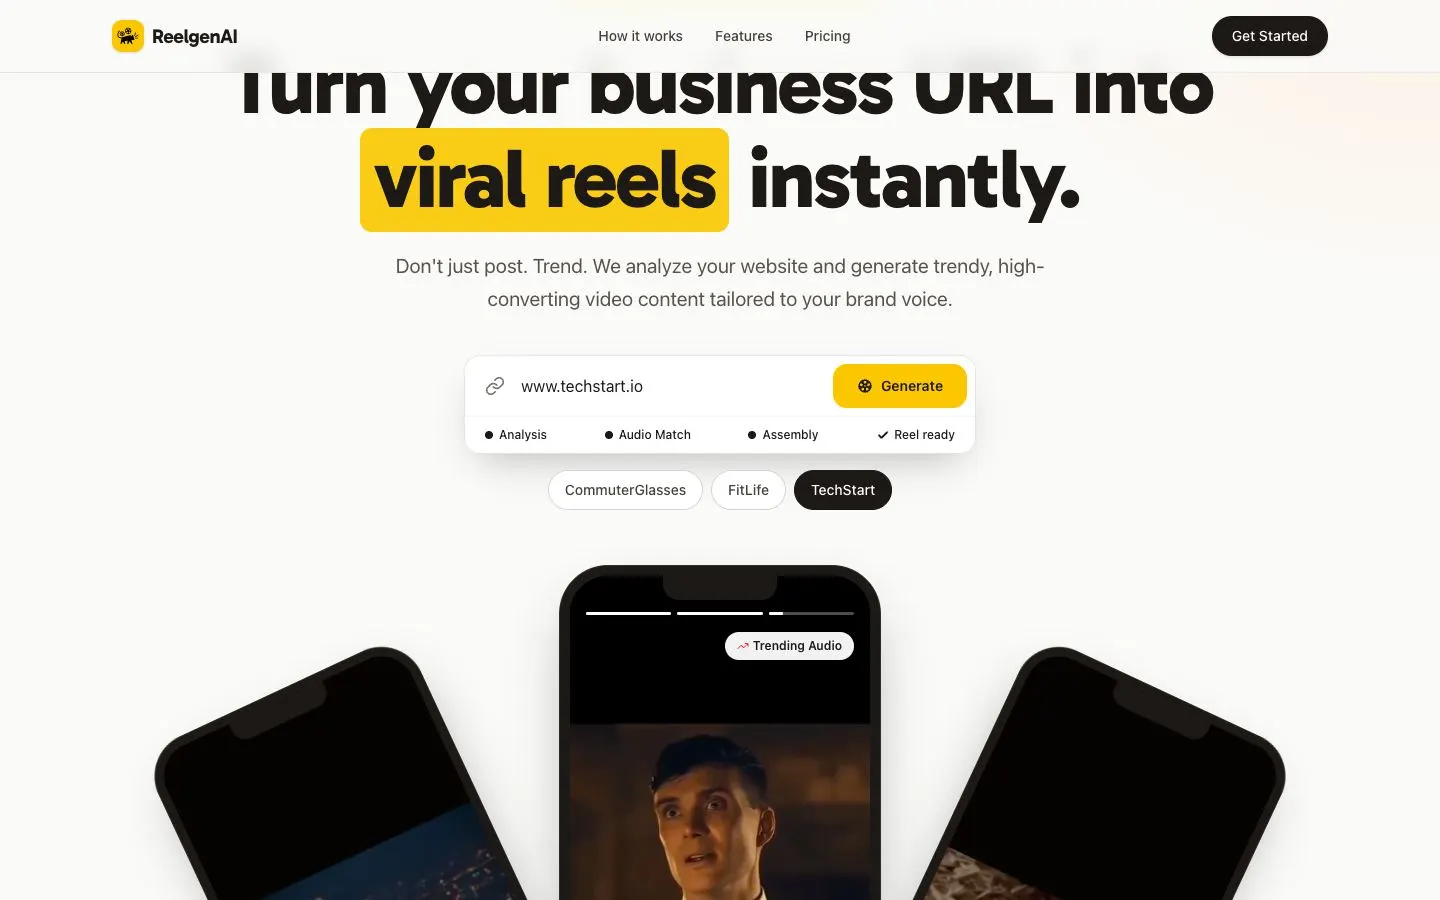 ReelgenAI
How it works
Features
Pricing
Get Started
Turn your business URL into
viral reels instantly.
Don't just post. Trend. We analyze your website and generate trendy, high-
converting video content tailored to your brand voice.
www.techstart.io
Generate
Analysis
Audio Match
Assembly
Reel ready
CommuterGlasses
FitLife
TechStart
Trending Audio